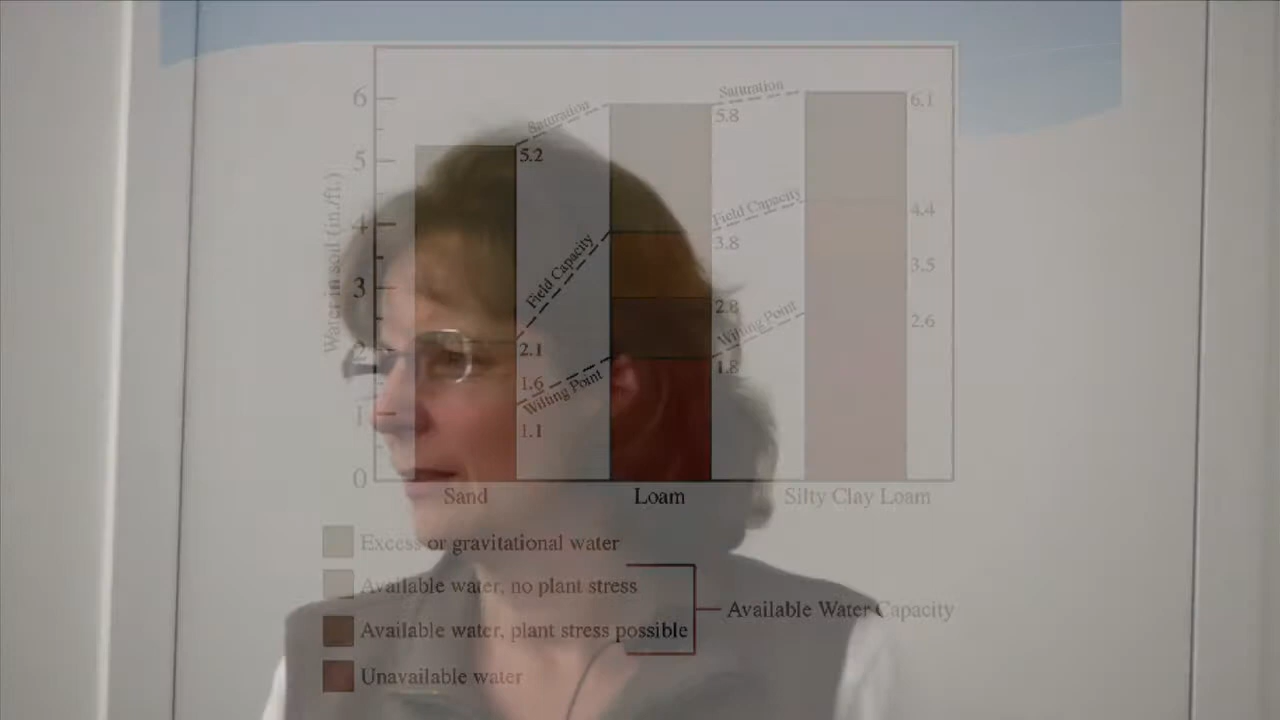 Saturation
Saturation
6
5.8
6.1
5
5.2
Water in soil (in./ft.)
Field Capacity
4.4
4
Field Capacity
3.8
3.5
3
2.8
Wilting Point
2.6
2
2.1
1.8
1.6
Wilting Point
1
1.1
0
Sand
Loam
Silty Clay Loam
Excess or gravitational water
Available water, no plant stress
Available Water Capacity
Available water, plant stress possible
Unavailable water